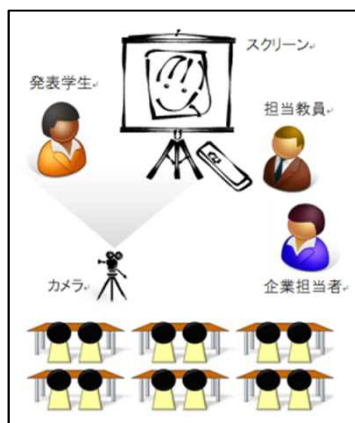 スクリーン
発表学生
担当教員
カメラ
企業担当者